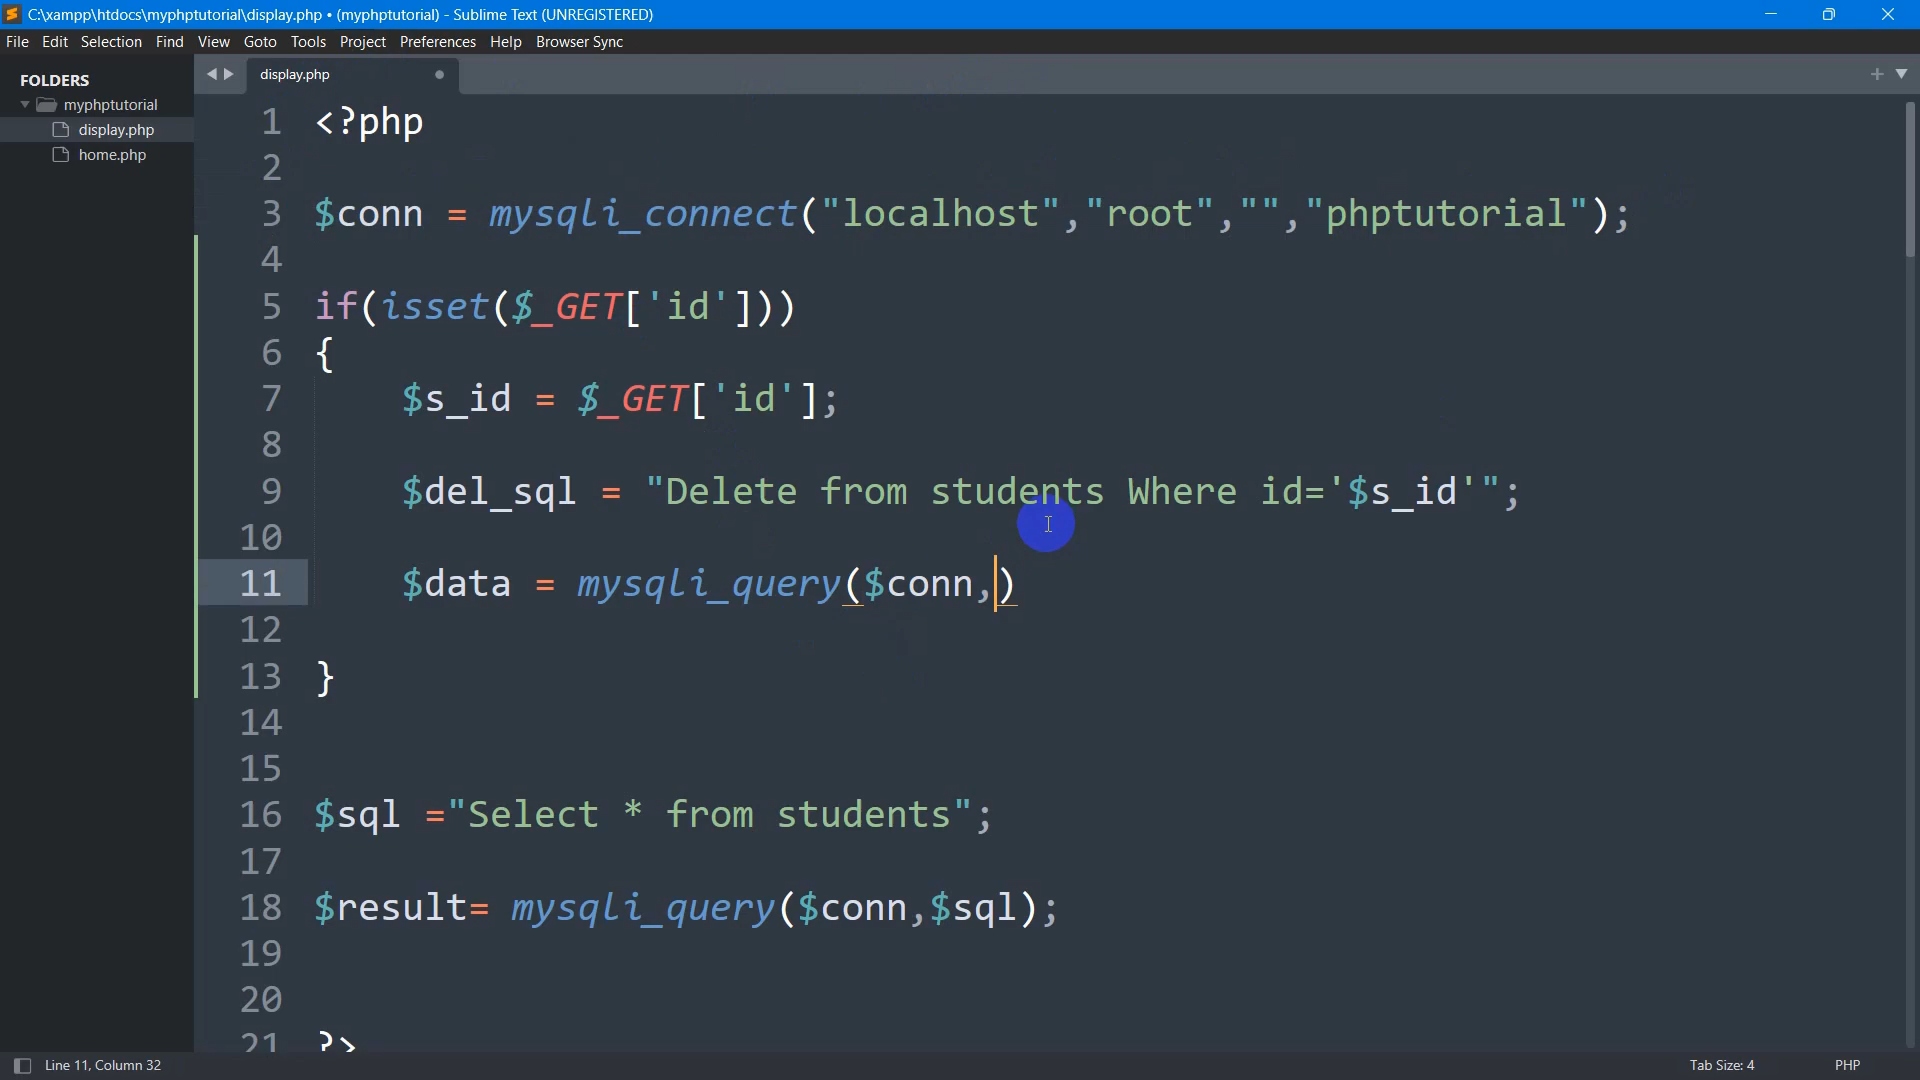 C:\xampp\htdocs\myphptutorial\display.php • (myphptutorial) - Sublime Text (UNREGISTERED)
File Edit Selection Find View Goto Tools Project Preferences Help Browser Sync
FOLDERS
myphptutorial
display.php
home.php
display.php
1 <?php
2
3 $conn = mysqli_connect("localhost","root","","phptutorial");
4
5 if(isset($_GET['id']))
6 {
7 $s_id = $_GET['id'];
8
9 $del_sql = "Delete from students Where id='$s_id'";
10
11 $data = mysqli_query($conn,)
12
13 }
14
15
16 $sql ="Select * from students";
17
18 $result= mysqli_query($conn,$sql);
19
20
21 ?>
Line 11, Column 32
Tab Size: 4
PHP